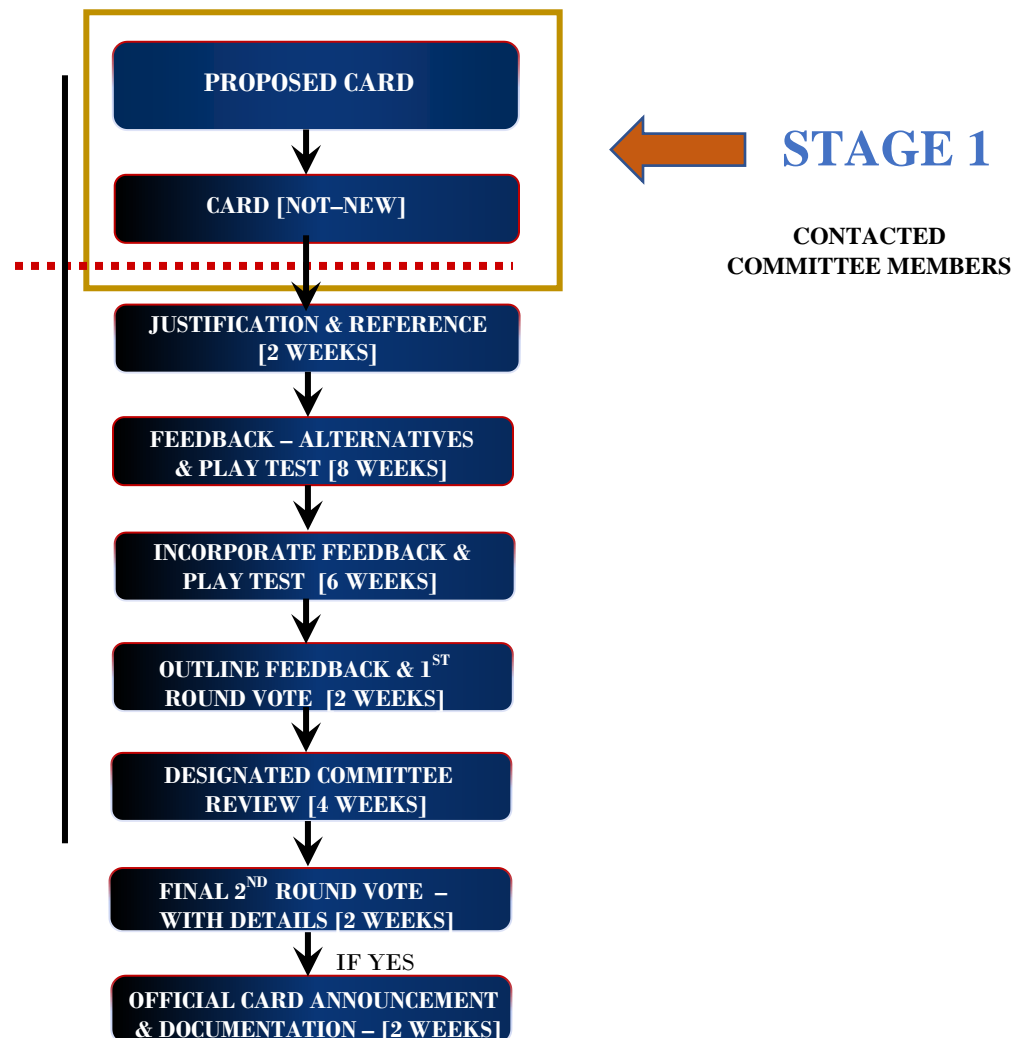 PROPOSED CARD
STAGE 1
CARD [NOT–NEW]
CONTACTED
COMMITTEE MEMBERS
JUSTIFICATION & REFERENCE
[2 WEEKS]
FEEDBACK – ALTERNATIVES
& PLAY TEST [8 WEEKS]
INCORPORATE FEEDBACK &
PLAY TEST [6 WEEKS]
OUTLINE FEEDBACK & 1ST
ROUND VOTE [2 WEEKS]
DESIGNATED COMMITTEE
REVIEW [4 WEEKS]
FINAL 2ND ROUND VOTE –
WITH DETAILS [2 WEEKS]
IF YES
OFFICIAL CARD ANNOUNCEMENT
& DOCUMENTATION – [2 WEEKS]